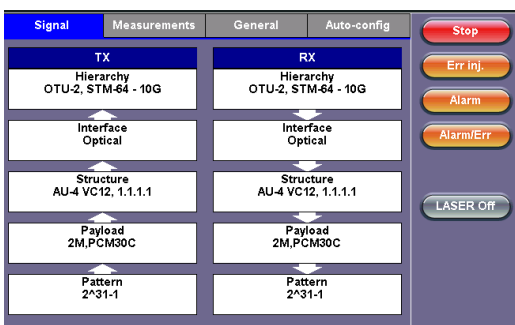 Signal Measurements General Auto-config
TX
Hierarchy
OTU-2, STM-64 - 10G
Interface
Optical
Structure
AU-4 VC12, 1.1.1.1
Payload
2M,PCM30C
Pattern
2^31-1
RX
Hierarchy
OTU-2, STM-64 - 10G
Interface
Optical
Structure
AU-4 VC12, 1.1.1.1
Payload
2M,PCM30C
Pattern
2^31-1
Stop
Err inj.
Alarm
Alarm/Err
LASER Off